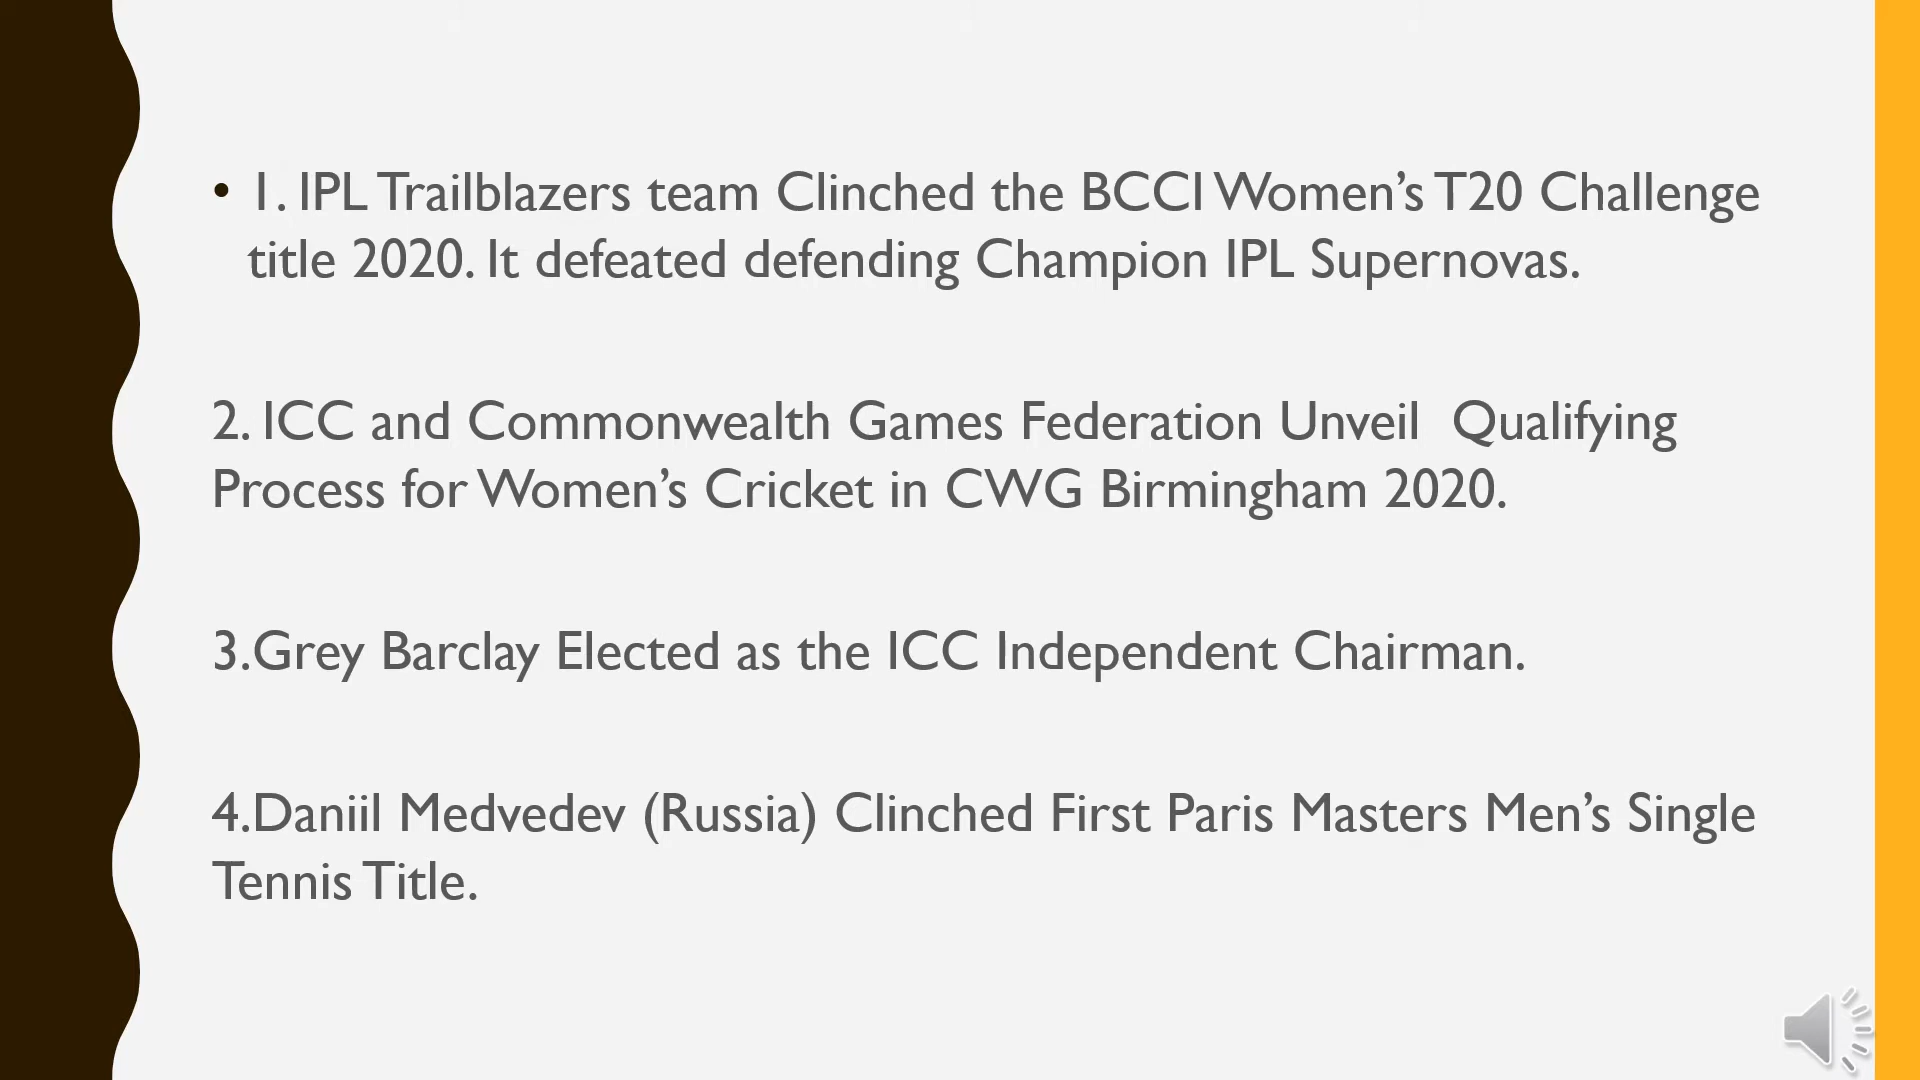 • 1. IPL Trailblazers team Clinched the BCCI Women’s T20 Challenge
title 2020. It defeated defending Champion IPL Supernovas.
2. ICC and Commonwealth Games Federation Unveil  Qualifying
Process for Women’s Cricket in CWG Birmingham 2020.
3.Grey Barclay Elected as the ICC Independent Chairman.
4.Daniil Medvedev (Russia) Clinched First Paris Masters Men’s Single
Tennis Title.